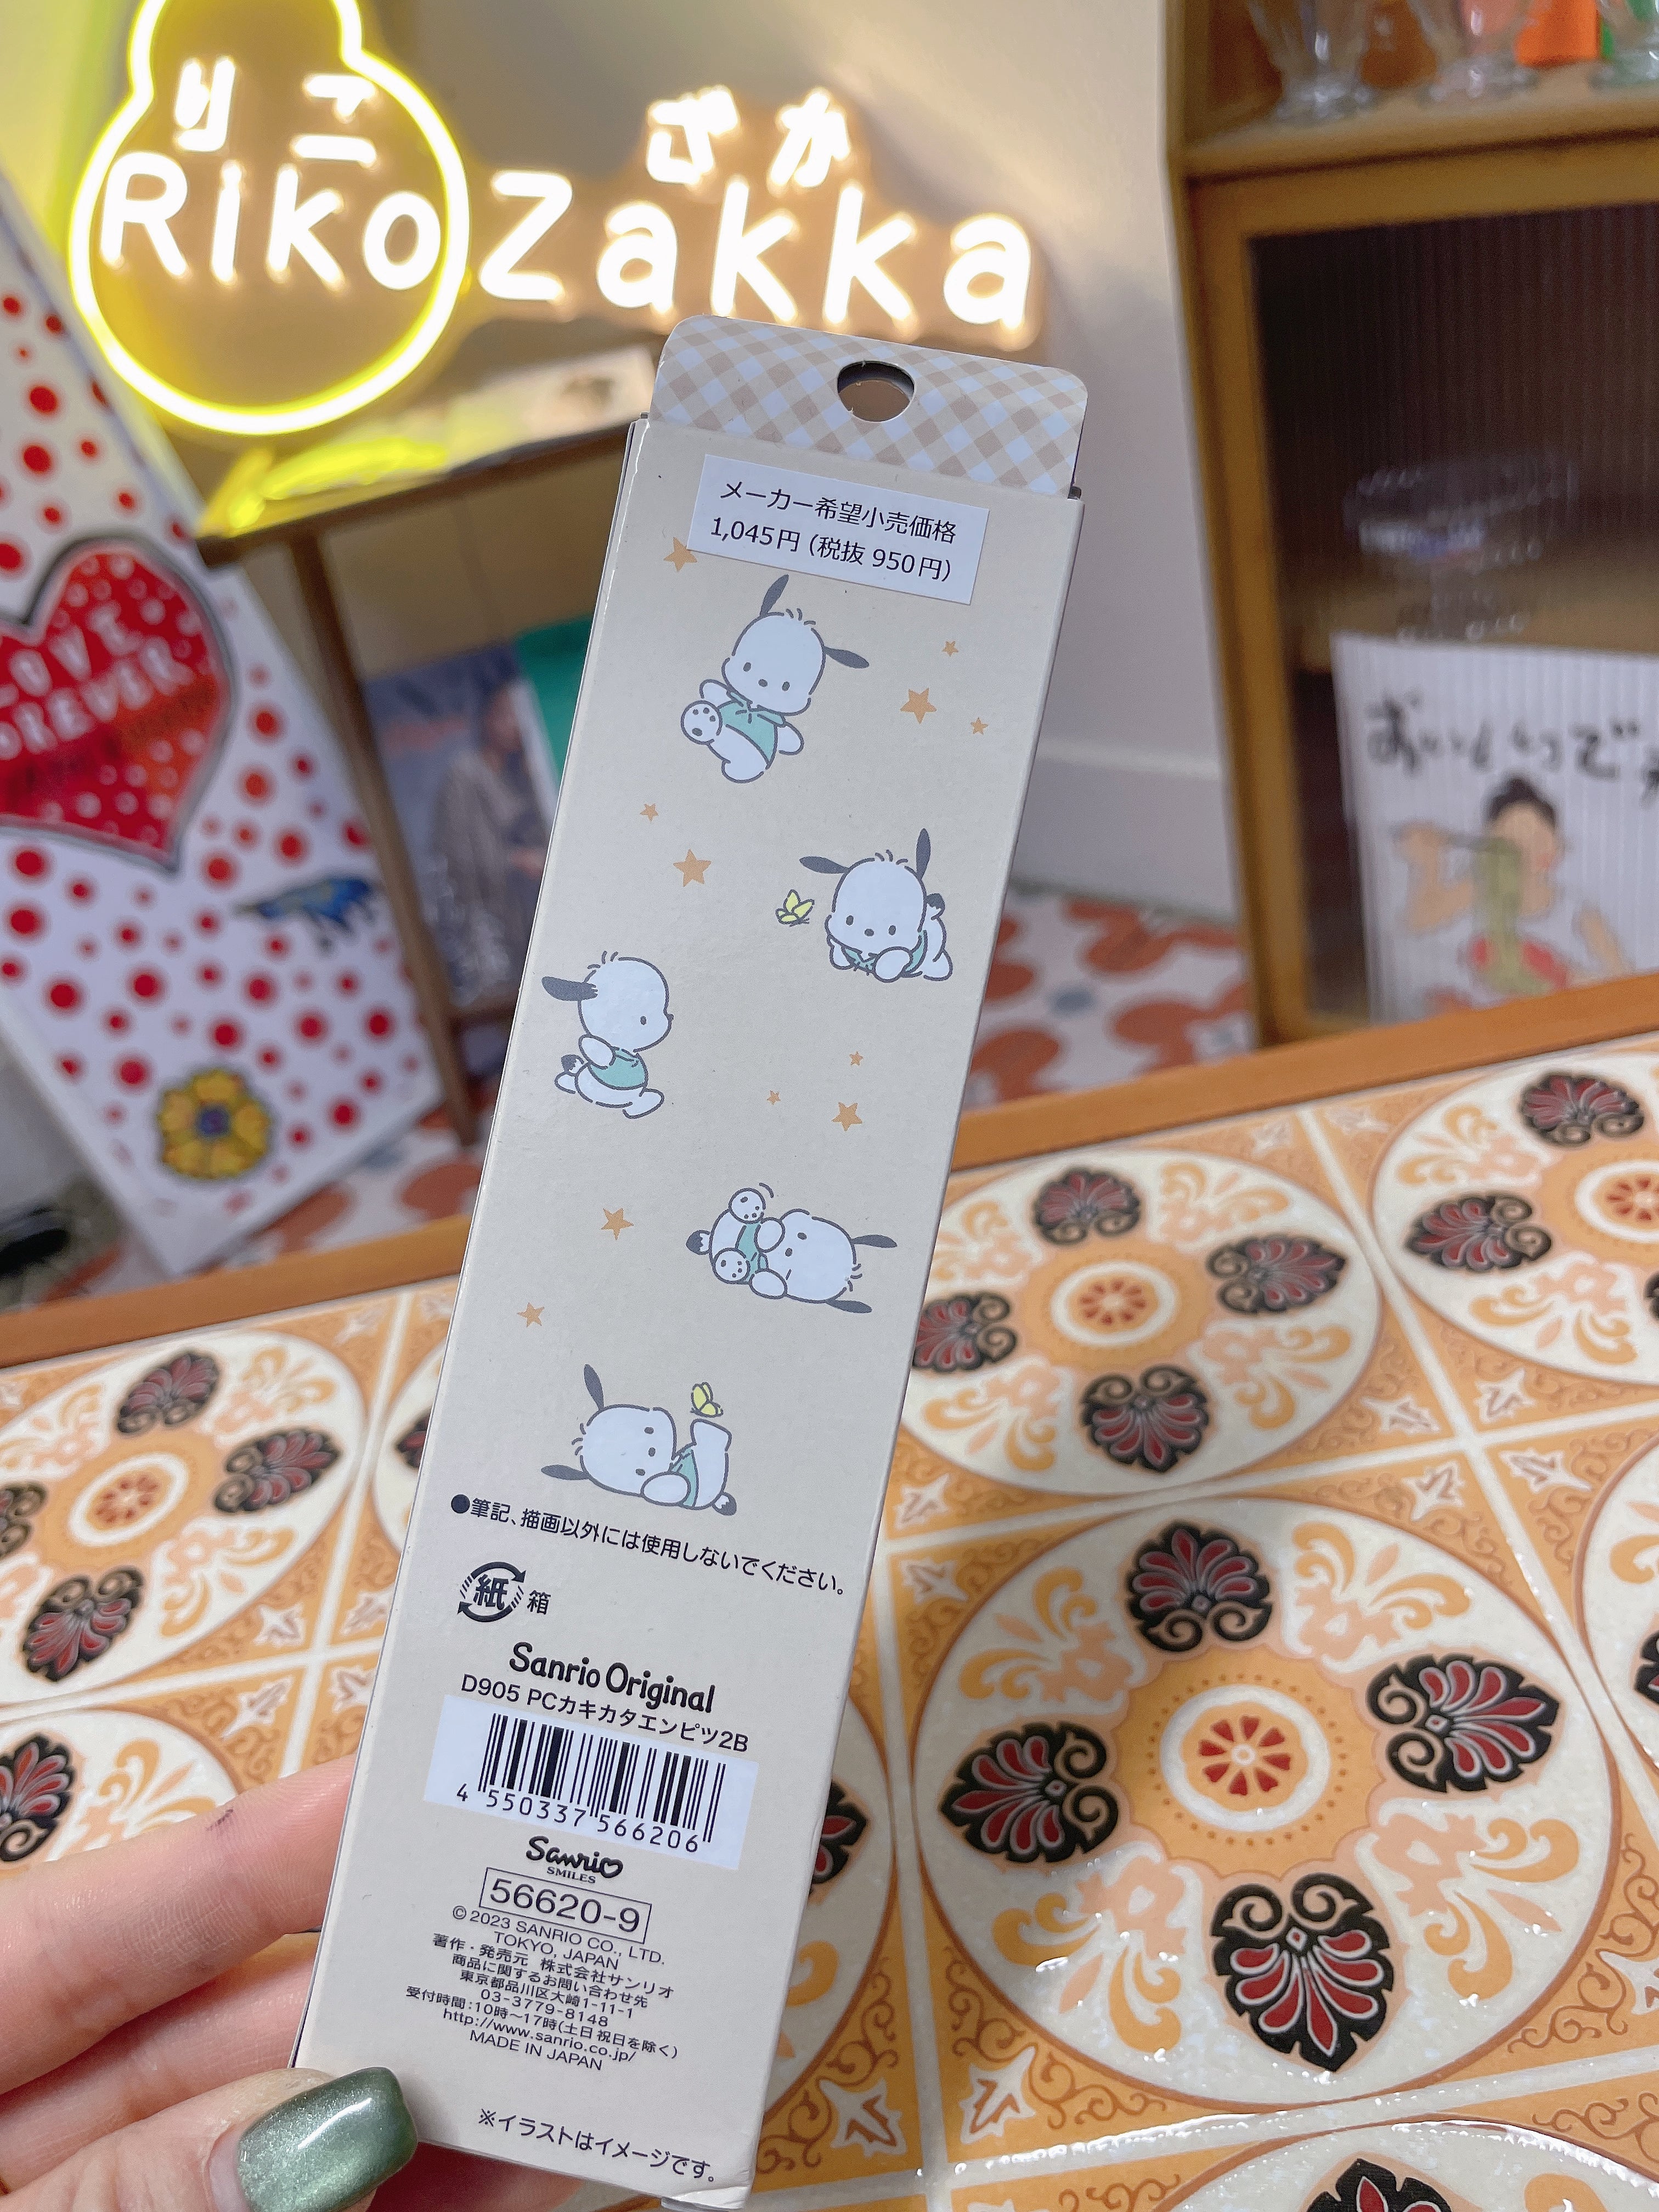 りこ ざか
RikoZakka
LOVE
FOREVER
メーカー希望小売価格
1,045円（税抜 950円）
おいしいって
●筆記、描画以外には使用しないでください。
紙 箱
Sanrio Original
D905 PCカキカタエンピツ2B
4 550337 566206
Sanrio
SMILES
56620-9
©2023 SANRIO CO., LTD.
TOKYO, JAPAN
著作・発売元 株式会社サンリオ
商品に関するお問い合わせ先
東京都品川区大崎1-11-1
03-3779-8148
受付時間:10時〜17時(土日祝日を除く)
http://www.sanrio.co.jp/
MADE IN JAPAN
※イラストはイメージです。